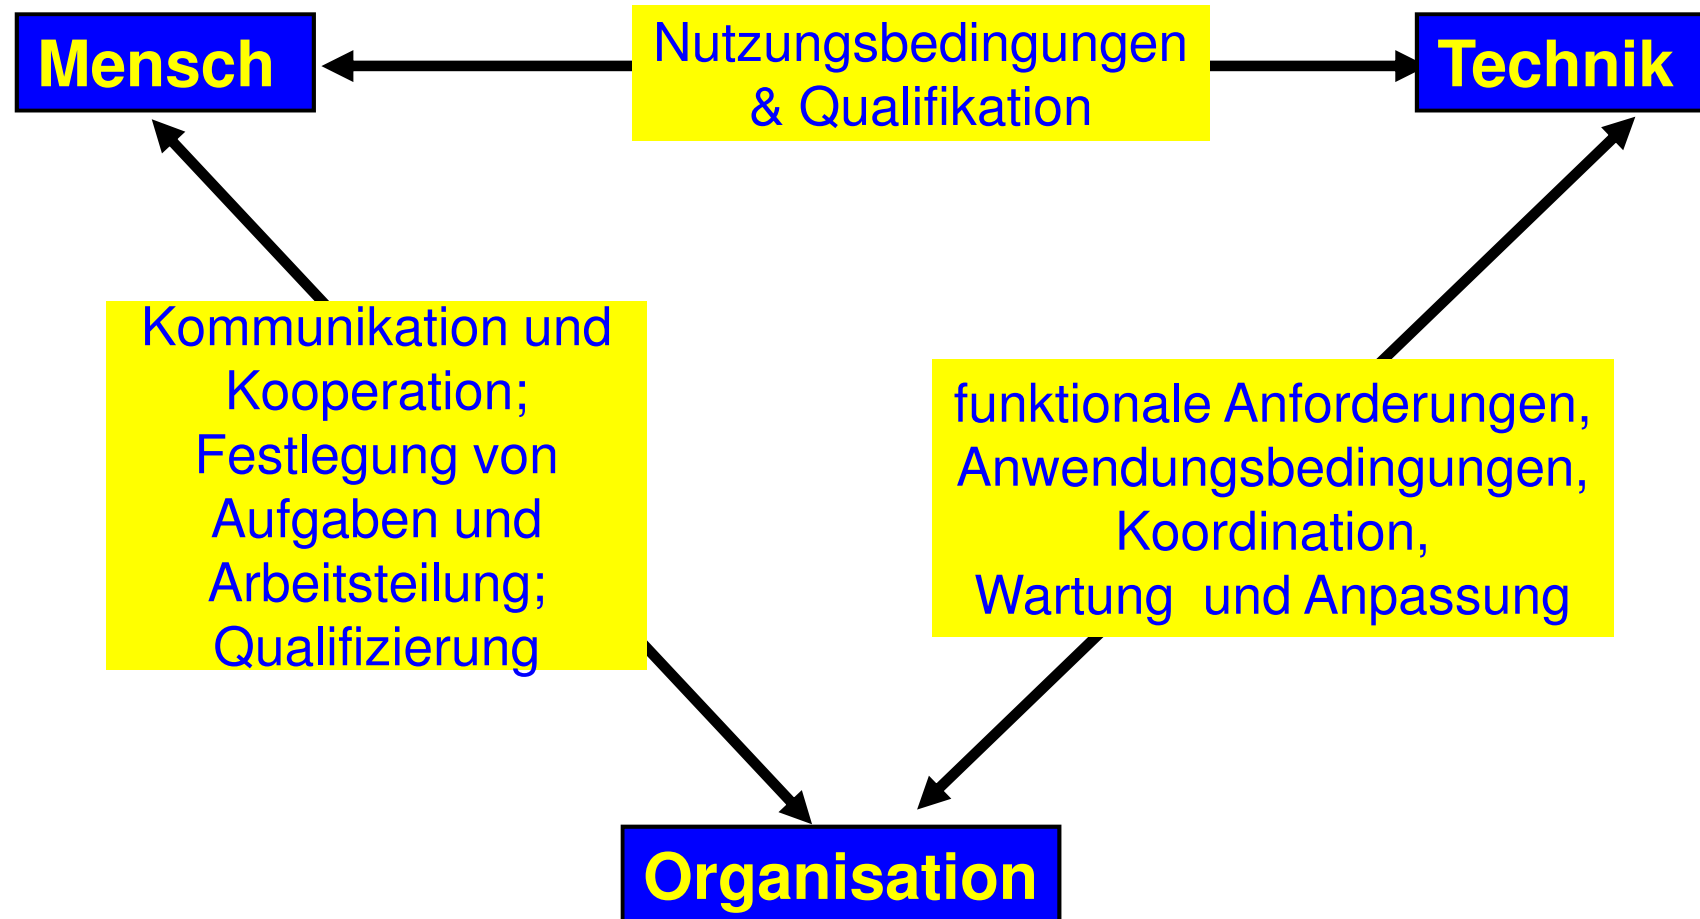 Mensch
Nutzungsbedingungen
& Qualifikation
Technik
Kommunikation und
Kooperation;
Festlegung von
Aufgaben und
Arbeitsteilung;
Qualifizierung
funktionale Anforderungen,
Anwendungsbedingungen,
Koordination,
Wartung  und Anpassung
Organisation